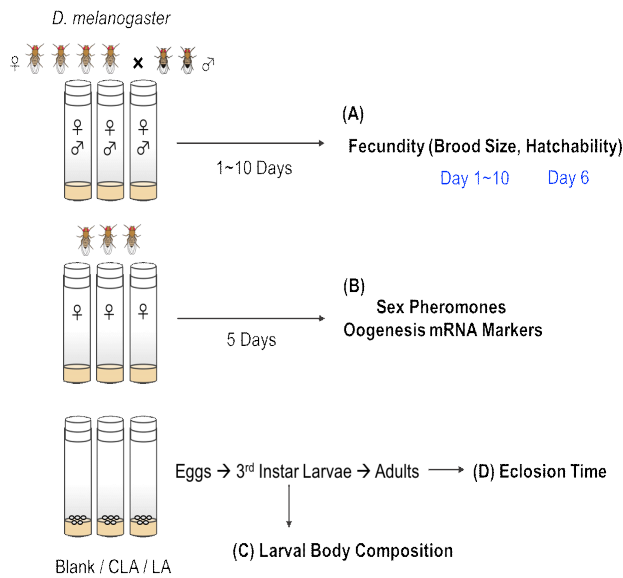 D. melanogaster
♀ × ♂
♀ ♀ ♀
♂ ♂ ♂
1~10 Days
(A)
Fecundity (Brood Size, Hatchability)
Day 1~10 Day 6
♀ ♀ ♀
5 Days
(B)
Sex Pheromones
Oogenesis mRNA Markers
Eggs → 3rd Instar Larvae → Adults → (D) Eclosion Time
(C) Larval Body Composition
Blank / CLA / LA